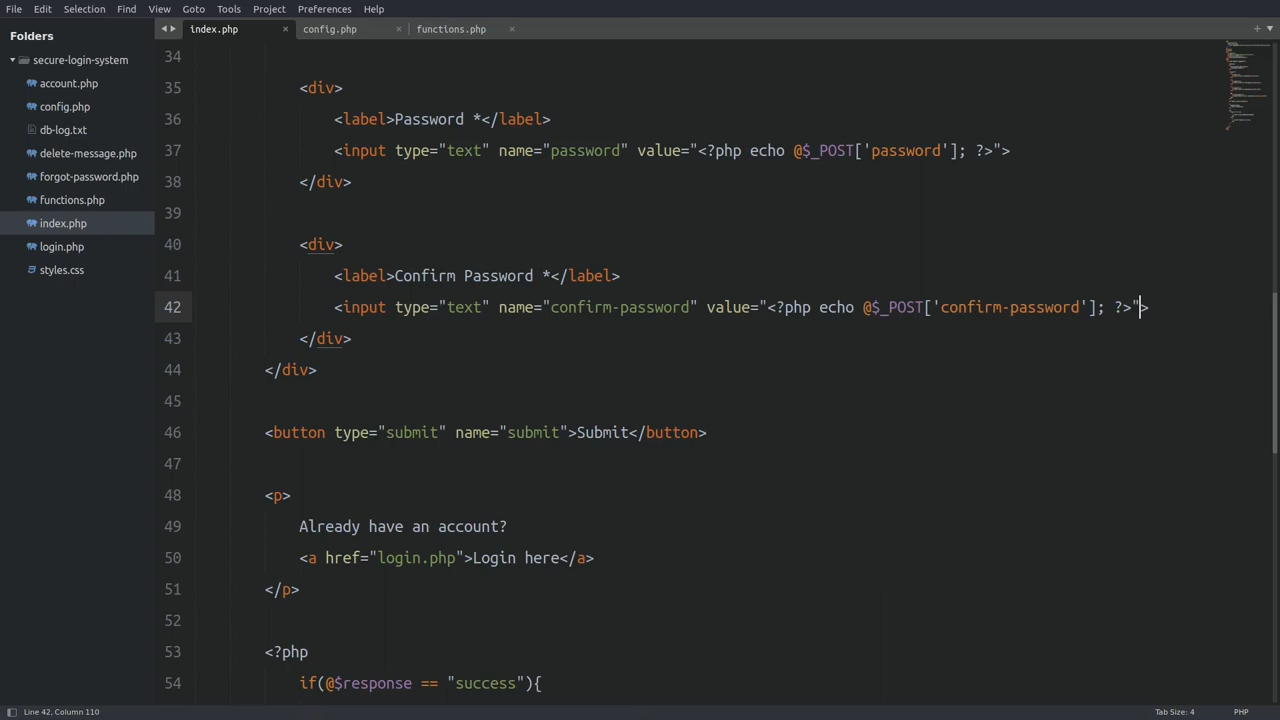 File Edit Selection Find View Goto Tools Project Preferences Help
Folders
secure-login-system
account.php
config.php
db-log.txt
delete-message.php
forgot-password.php
functions.php
index.php
login.php
styles.css
index.php × config.php × functions.php × +
34
35 <div>
36 <label>Password *</label>
37 <input type="text" name="password" value="<?php echo @$_POST['password']; ?>">
38 </div>
39
40 <div>
41 <label>Confirm Password *</label>
42 <input type="text" name="confirm-password" value="<?php echo @$_POST['confirm-password']; ?>">
43 </div>
44 </div>
45
46 <button type="submit" name="submit">Submit</button>
47
48 <p>
49 Already have an account?
50 <a href="login.php">Login here</a>
51 </p>
52
53 <?php
54 if(@$response == "success"){
Line 42, Column 110 Tab Size: 4 PHP